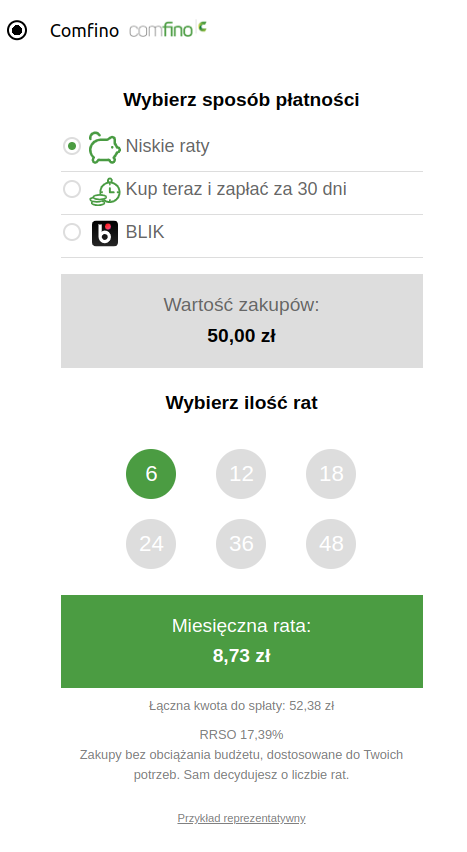 Comfino comfino
Wybierz sposób płatności
Niskie raty
Kup teraz i zapłać za 30 dni
BLIK
Wartość zakupów:
50,00 zł
Wybierz ilość rat
6 12 18
24 36 48
Miesięczna rata:
8,73 zł
Łączna kwota do spłaty: 52,38 zł
RRSO 17,39%
Zakupy bez obciążania budżetu, dostosowane do Twoich
potrzeb. Sam decydujesz o liczbie rat.
Przykład reprezentatywny